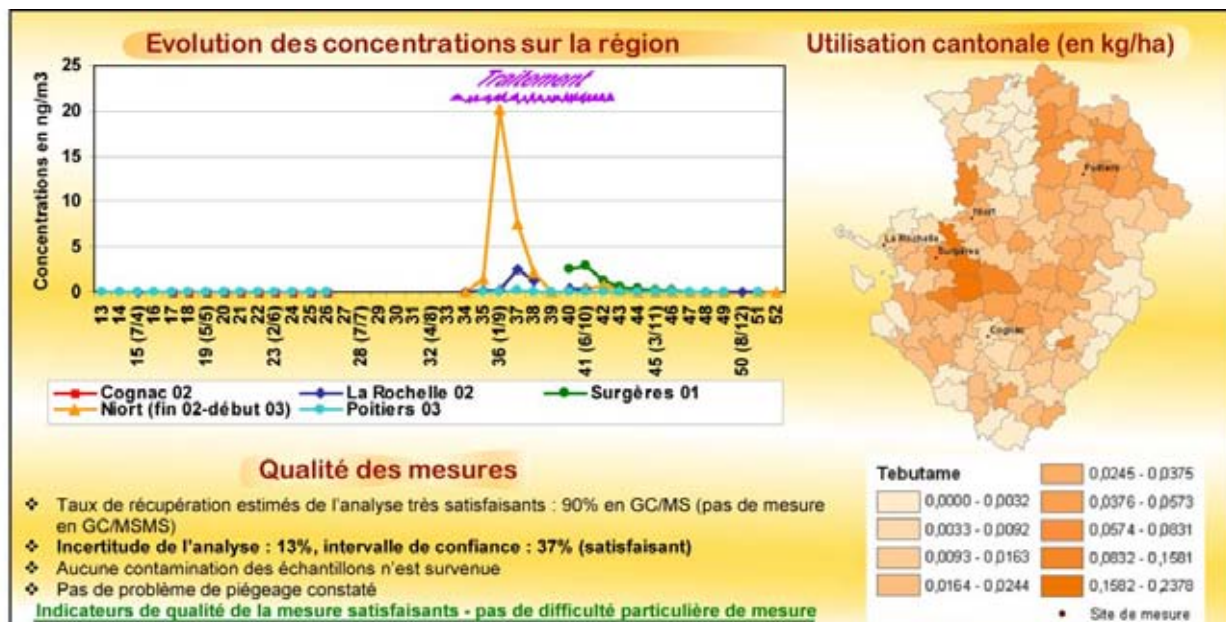 Evolution des concentrations sur la région
Utilisation cantonale (en kg/ha)
Concentrations en ng/m3
25
20
15
10
5
0
Traitement
13
14
15 (7/4)
16
17
18
19 (5/5)
20
21
22
23 (2/6)
24
25
26
27
28 (7/7)
29
30
31
32 (4/8)
33
34
35
36 (1/9)
37
38
39
40
41 (6/10)
42
43
44
45 (3/11)
46
47
48
49
50 (8/12)
51
52
Cognac 02
La Rochelle 02
Surgères 01
Niort (fin 02-début 03)
Poitiers 03
Poitiers
Niort
La Rochelle
Surgères
Cognac
Qualité des mesures
❖ Taux de récupération estimés de l'analyse très satisfaisants : 90% en GC/MS (pas de mesure
en GC/MSMS)
❖ Incertitude de l'analyse : 13%, intervalle de confiance : 37% (satisfaisant)
❖ Aucune contamination des échantillons n'est survenue
❖ Pas de problème de piégeage constaté
Indicateurs de qualité de la mesure satisfaisants - pas de difficulté particulière de mesure
Tebutame
0,0000 - 0,0032
0,0033 - 0,0092
0,0093 - 0,0163
0,0164 - 0,0244
0,0245 - 0,0375
0,0376 - 0,0573
0,0574 - 0,0831
0,0832 - 0,1581
0,1582 - 0,2378
Site de mesure